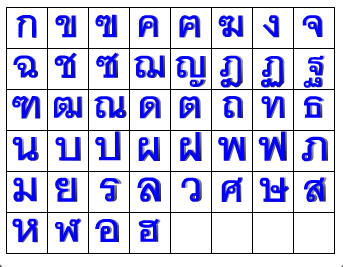 ก ข ฃ ค ฅ ฆ ง จ
ฉ ช ซ ฌ ญ ฎ ฏ ฐ
ฑ ฒ ณ ด ต ถ ท ธ
น บ ป ผ ฝ พ ฟ ภ
ม ย ร ล ว ศ ษ ส
ห ฬ อ ฮ